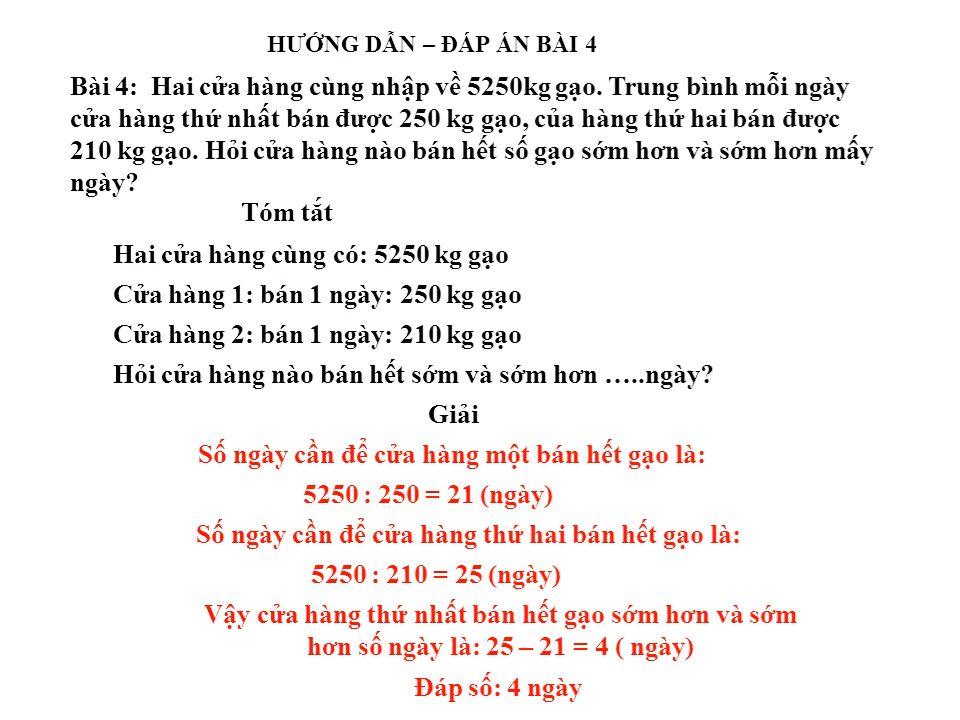 HƯỚNG DẪN – ĐÁP ÁN BÀI 4
Bài 4:  Hai cửa hàng cùng nhập về 5250kg gạo. Trung bình mỗi ngày
cửa hàng thứ nhất bán được 250 kg gạo, của hàng thứ hai bán được
210 kg gạo. Hỏi cửa hàng nào bán hết số gạo sớm hơn và sớm hơn mấy
ngày?
Tóm tắt
Hai cửa hàng cùng có: 5250 kg gạo
Cửa hàng 1: bán 1 ngày: 250 kg gạo
Cửa hàng 2: bán 1 ngày: 210 kg gạo
Hỏi cửa hàng nào bán hết sớm và sớm hơn …..ngày?
Giải
Số ngày cần để cửa hàng một bán hết gạo là:
5250 : 250 = 21 (ngày)
Số ngày cần để cửa hàng thứ hai bán hết gạo là:
5250 : 210 = 25 (ngày)
Vậy cửa hàng thứ nhất bán hết gạo sớm hơn và sớm
hơn số ngày là: 25 – 21 = 4 ( ngày)
Đáp số: 4 ngày